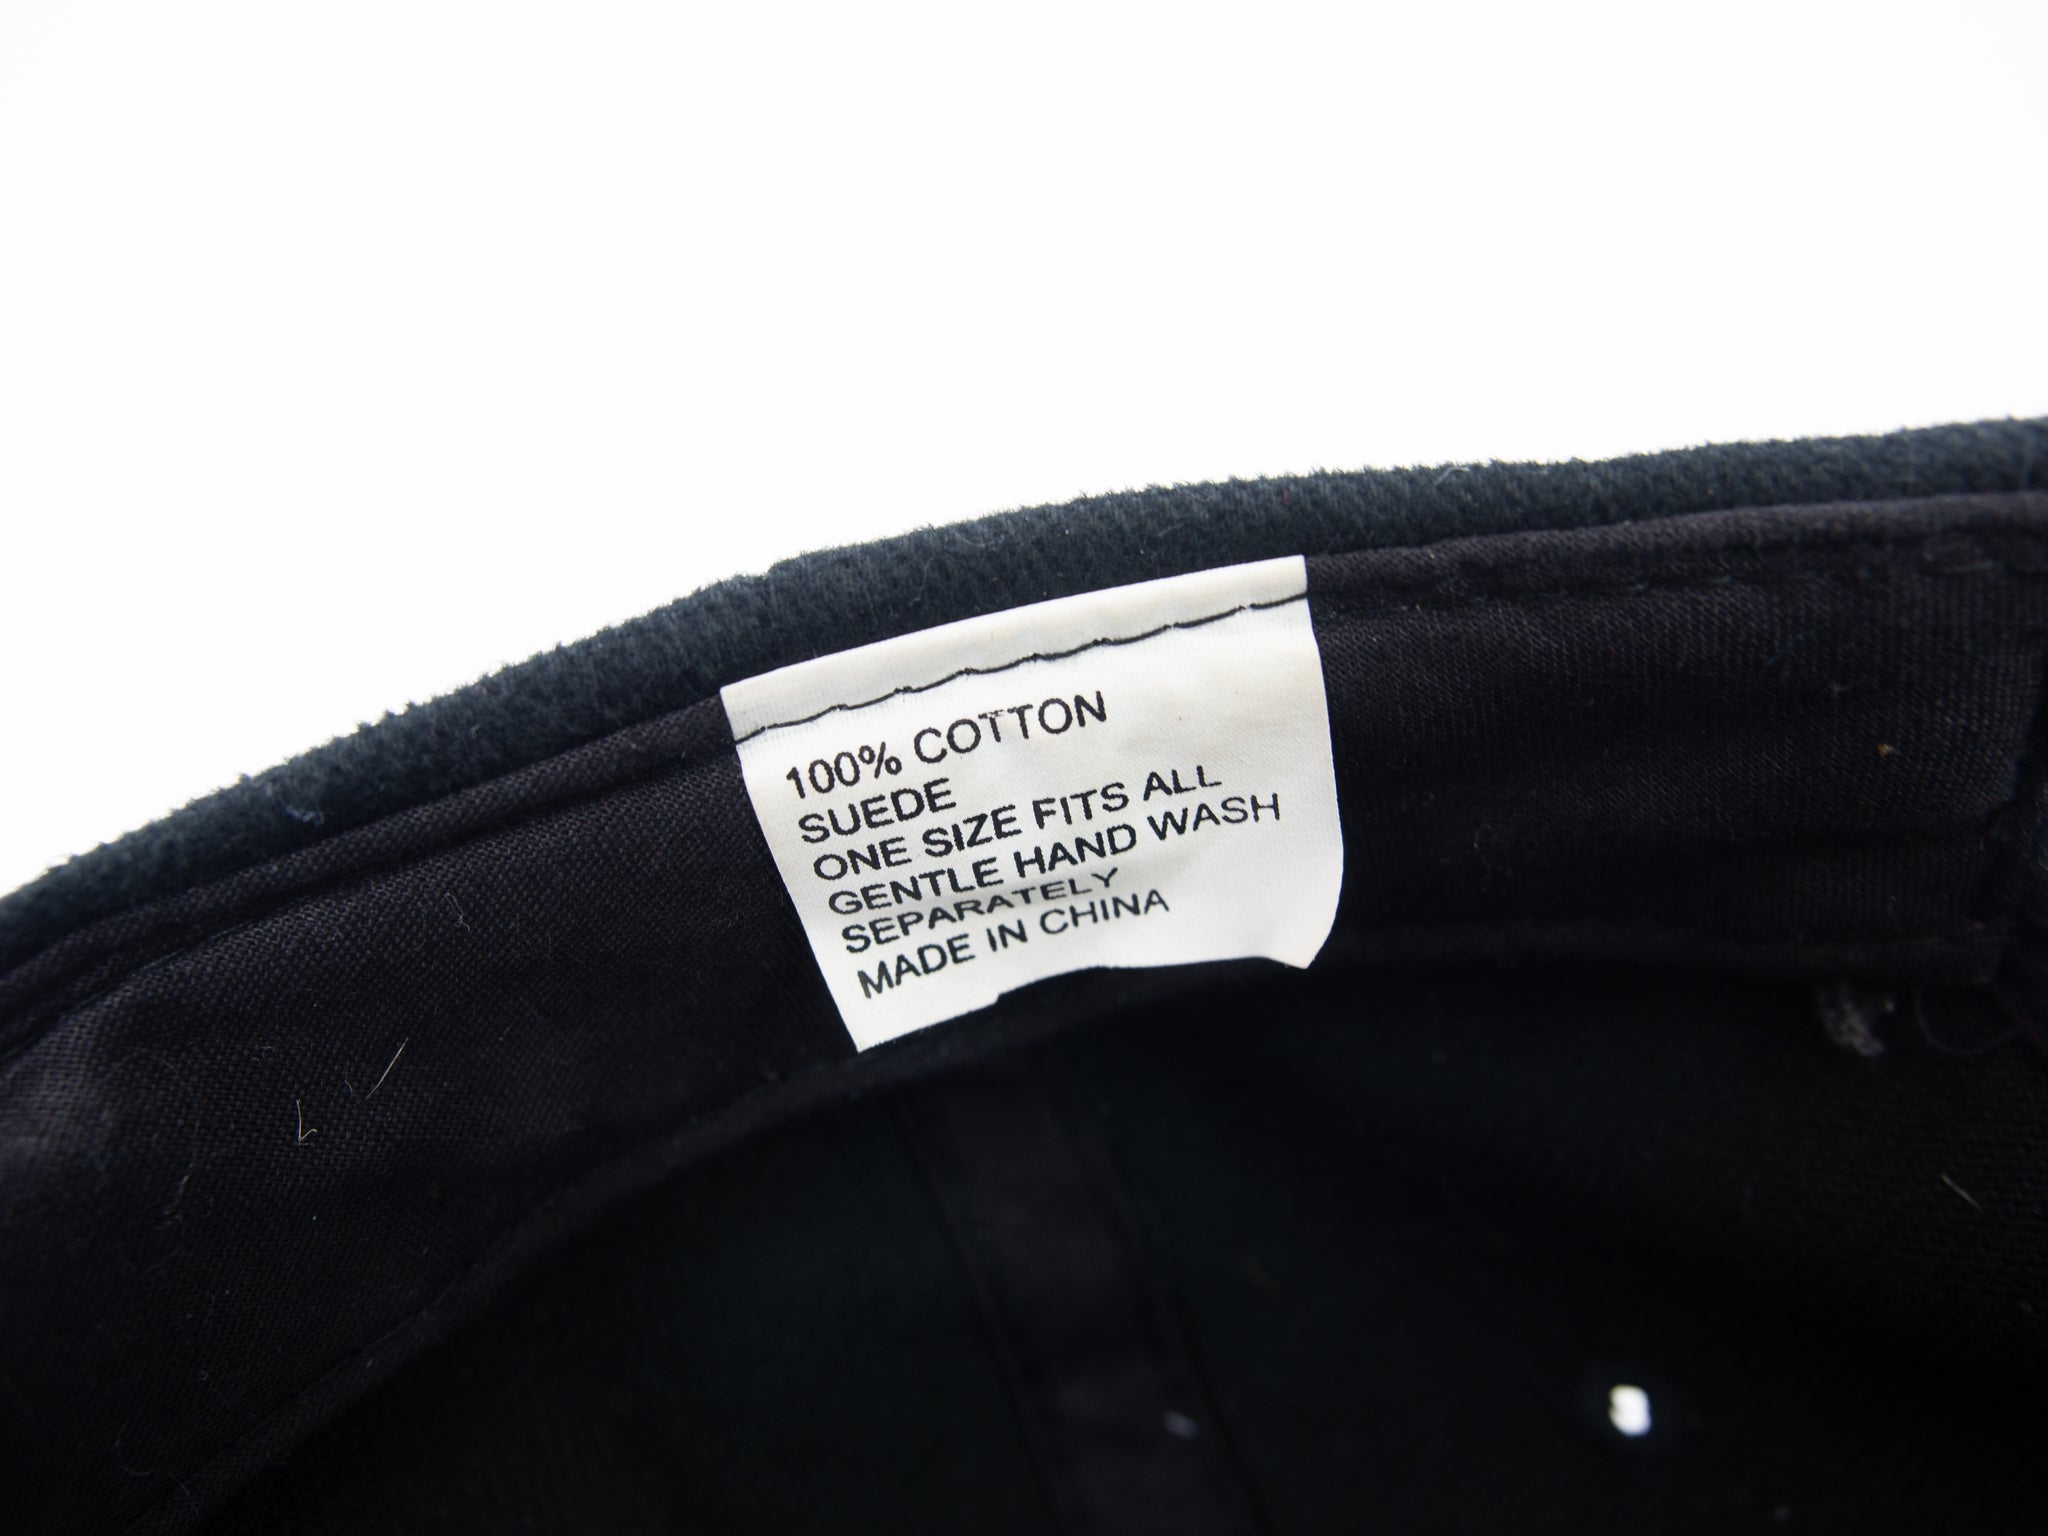 100% COTTON
SUEDE
ONE SIZE FITS ALL
GENTLE HAND WASH
SEPARATELY
MADE IN CHINA